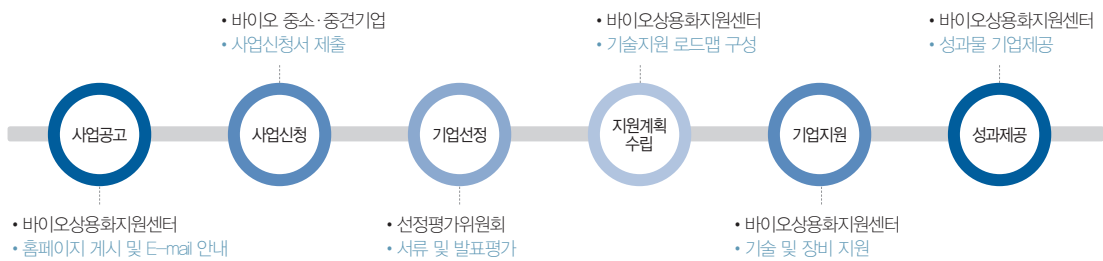 • 바이오 중소·중견기업
• 사업신청서 제출
• 바이오상용화지원센터
• 기술지원 로드맵 구성
• 바이오상용화지원센터
• 성과물 기업제공
사업공고
사업신청
기업선정
지원계획
수립
기업지원
성과제공
• 바이오상용화지원센터
• 홈페이지 게시 및 E-mail 안내
• 선정평가위원회
• 서류 및 발표평가
• 바이오상용화지원센터
• 기술 및 장비 지원